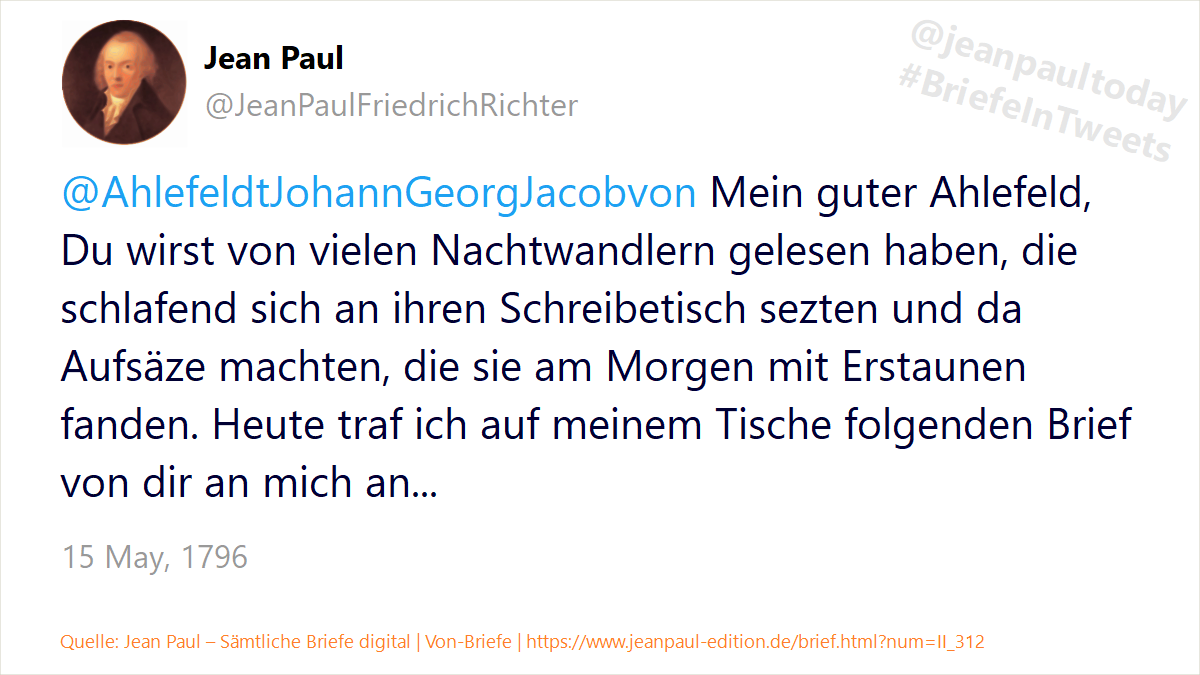 Jean Paul
@JeanPaulFriedrichRichter
@jeanpaultoday
#BriefeInTweets
@AhlefeldtJohannGeorgJacobvon Mein guter Ahlefeld,
Du wirst von vielen Nachtwandlern gelesen haben, die
schlafend sich an ihren Schreibetisch sezten und da
Aufsäze machten, die sie am Morgen mit Erstaunen
fanden. Heute traf ich auf meinem Tische folgenden Brief
von dir an mich an...
15 May, 1796
Quelle: Jean Paul – Sämtliche Briefe digital | Von-Briefe | https://www.jeanpaul-edition.de/brief.html?num=II_312